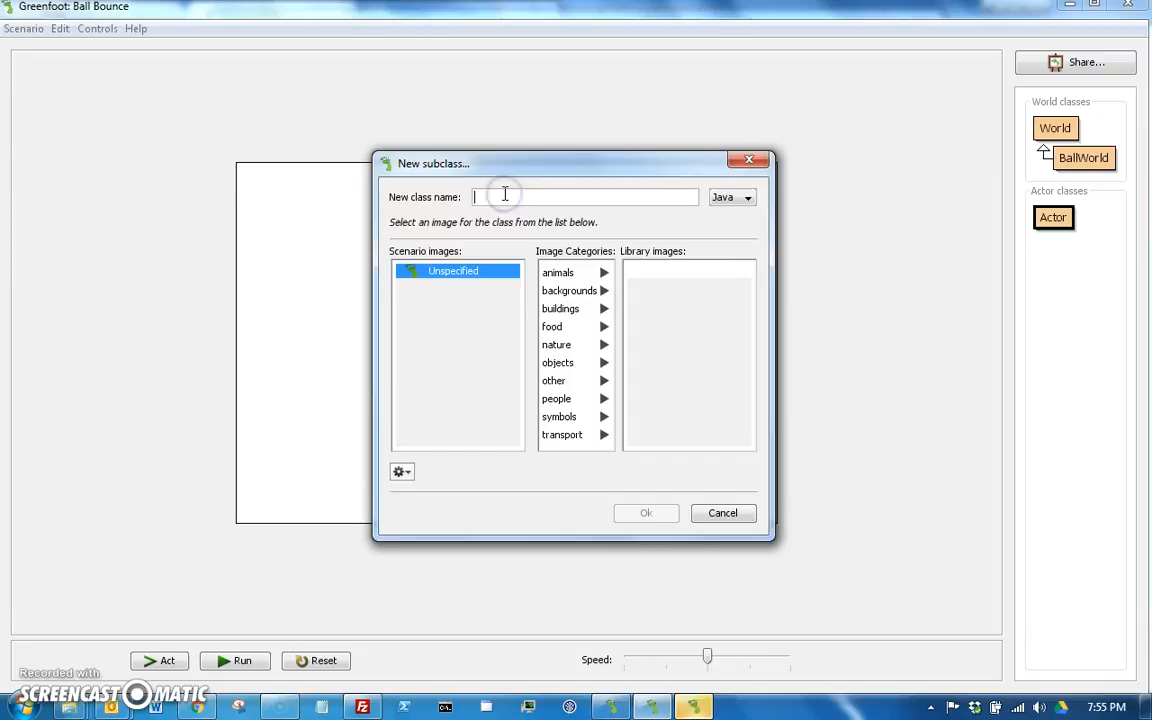 Greenfoot: Ball Bounce
Scenario Edit Controls Help
Share...
World classes
World
BallWorld
Actor classes
Actor
New subclass...
New class name:
Java
Select an image for the class from the list below.
Scenario images:
Image Categories:
Library images:
Unspecified
animals
backgrounds
buildings
food
nature
objects
other
people
symbols
transport
Ok
Cancel
Act
Run
Reset
Speed:
Recorded with
SCREENCAST-O-MATIC
7:55 PM